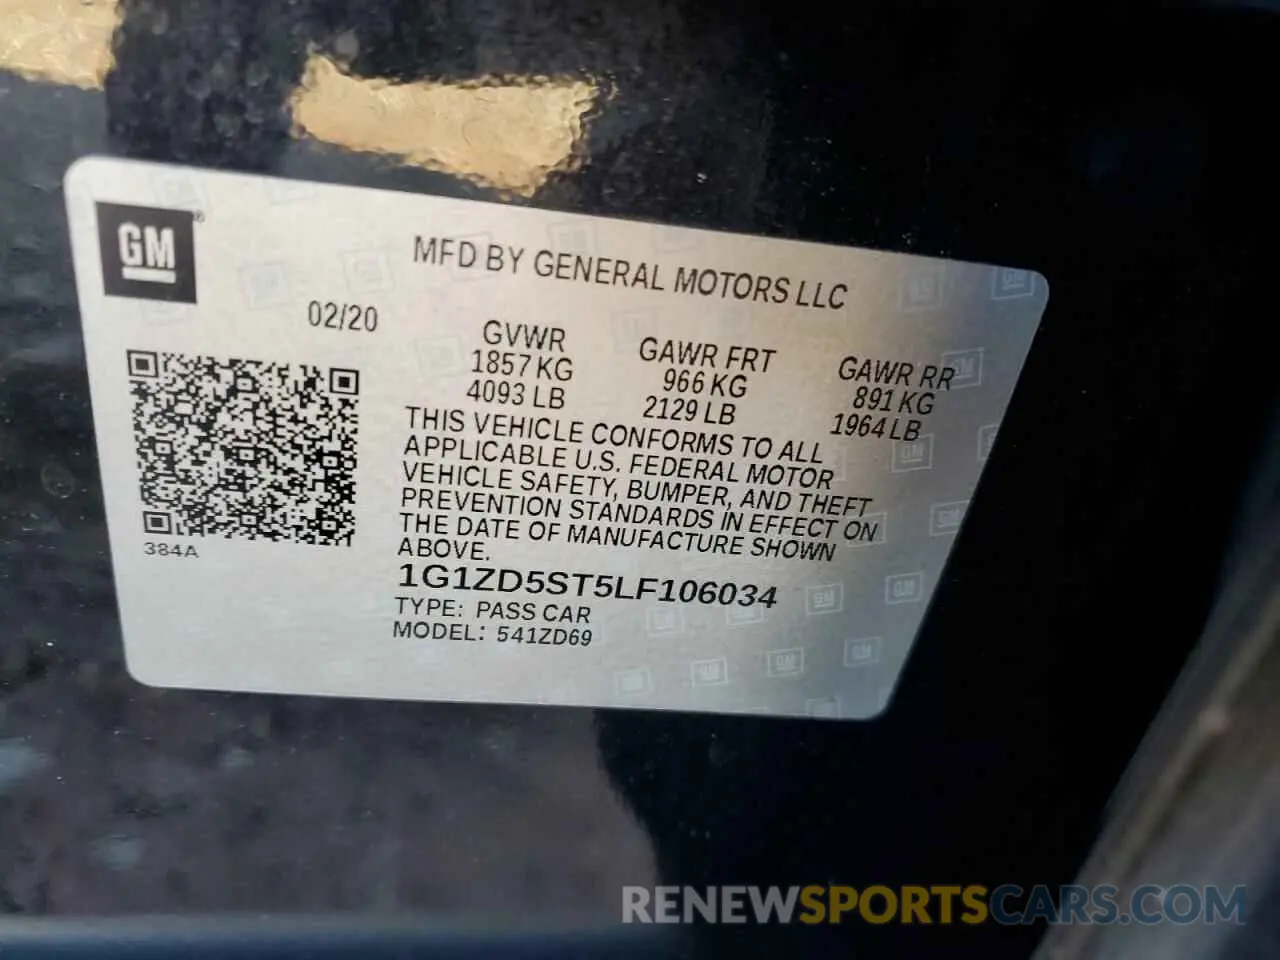 GM®
MFD BY GENERAL MOTORS LLC
02/20
GVWR
1857 KG
4093 LB
GAWR FRT
966 KG
2129 LB
GAWR RR
891 KG
1964 LB
THIS VEHICLE CONFORMS TO ALL
APPLICABLE U.S. FEDERAL MOTOR
VEHICLE SAFETY, BUMPER, AND THEFT
PREVENTION STANDARDS IN EFFECT ON
THE DATE OF MANUFACTURE SHOWN
ABOVE.
384A
1G1ZD5ST5LF106034
TYPE: PASS CAR
MODEL: 541ZD69
RENEWSPORTSCARS.COM